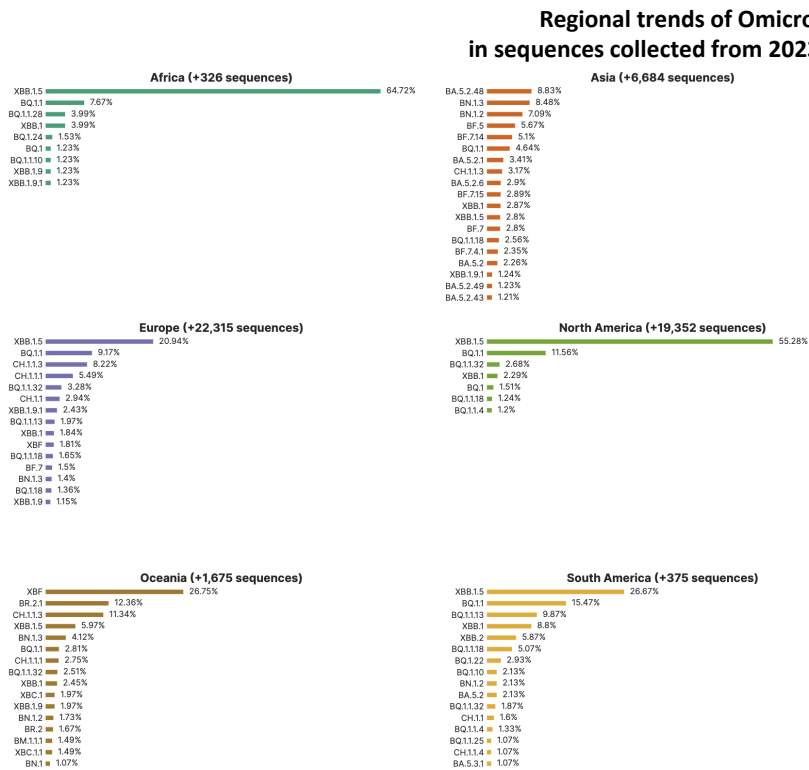 Regional trends of Omicro
in sequences collected from 202
Africa (+326 sequences)
XBB.1.5 64.72%
BQ.1.1 7.67%
BQ.1.1.28 3.99%
XBB.1 3.99%
BQ.1.24 1.53%
BQ.1 1.23%
BQ.1.1.10 1.23%
XBB.1.9 1.23%
XBB.1.9.1 1.23%
Asia (+6,684 sequences)
BA.5.2.48 8.83%
BN.1.3 8.48%
BN.1.2 7.09%
BF.5 5.67%
BF.7.14 5.1%
BQ.1.1 4.64%
BA.5.2.1 3.41%
CH.1.1.3 3.17%
BA.5.2.6 2.9%
BF.7.15 2.89%
XBB.1 2.87%
XBB.1.5 2.8%
BF.7 2.8%
BQ.1.1.18 2.56%
BF.7.4.1 2.35%
BA.5.2 2.26%
XBB.1.9.1 1.24%
BA.5.2.49 1.23%
BA.5.2.43 1.21%
Europe (+22,315 sequences)
XBB.1.5 20.94%
BQ.1.1 9.17%
CH.1.1.3 8.22%
CH.1.1.1 5.49%
BQ.1.1.32 3.28%
CH.1.1 2.94%
XBB.1.9.1 2.43%
BQ.1.1.13 1.97%
XBB.1 1.84%
XBF 1.81%
BQ.1.1.18 1.65%
BF.7 1.5%
BN.1.3 1.4%
BQ.1.18 1.36%
XBB.1.9 1.15%
North America (+19,352 sequences)
XBB.1.5 55.28%
BQ.1.1 11.56%
BQ.1.1.32 2.68%
XBB.1 2.29%
BQ.1 1.51%
BQ.1.1.18 1.24%
BQ.1.1.4 1.2%
Oceania (+1,675 sequences)
XBF 26.75%
BR.2.1 12.36%
CH.1.1.3 11.34%
XBB.1.5 5.97%
BN.1.3 4.12%
BQ.1.1 2.81%
CH.1.1.1 2.75%
BQ.1.1.32 2.51%
XBB.1 2.45%
XBC.1 1.97%
XBB.1.9 1.97%
BN.1.2 1.73%
BR.2 1.67%
BM.1.1.1 1.49%
XBC.1.1 1.49%
BN.1 1.07%
South America (+375 sequences)
XBB.1.5 26.67%
BQ.1.1 15.47%
BQ.1.1.13 9.87%
XBB.1 8.8%
XBB.2 5.87%
BQ.1.1.18 5.07%
BQ.1.22 2.93%
BQ.1.10 2.13%
BN.1.2 2.13%
BA.5.2 2.13%
BQ.1.1.32 1.87%
CH.1.1 1.6%
BQ.1.1.4 1.33%
BQ.1.1.25 1.07%
CH.1.1.4 1.07%
BA.5.3.1 1.07%